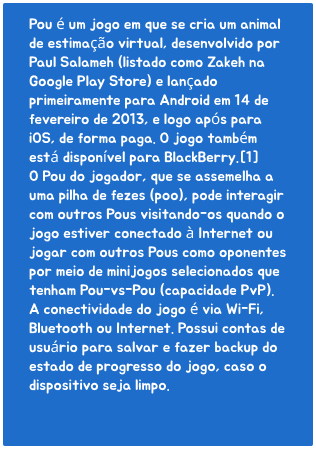 Pou é um jogo em que se cria um animal
de estimação virtual, desenvolvido por
Paul Salameh (listado como Zakeh na
Google Play Store) e lançado
primeiramente para Android em 14 de
fevereiro de 2013, e logo após para
iOS, de forma paga. O jogo também
está disponível para BlackBerry.[1]
O Pou do jogador, que se assemelha a
uma pilha de fezes (poo), pode interagir
com outros Pous visitando-os quando o
jogo estiver conectado à Internet ou
jogar com outros Pous como oponentes
por meio de minijogos selecionados que
tenham Pou-vs-Pou (capacidade PvP).
A conectividade do jogo é via Wi-Fi,
Bluetooth ou Internet. Possui contas de
usuário para salvar e fazer backup do
estado de progresso do jogo, caso o
dispositivo seja limpo.